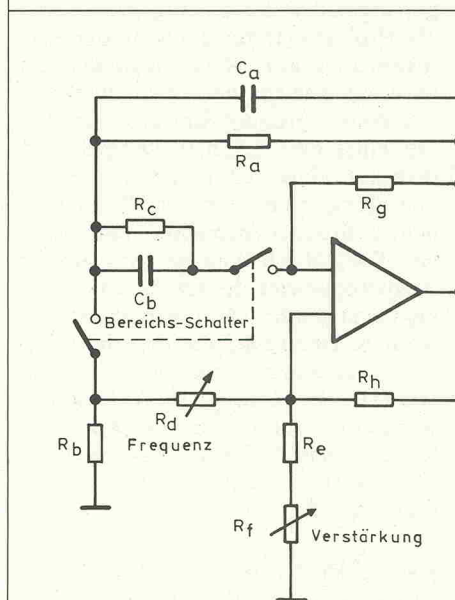 Ca
Ra
Rg
Rc
Cb
Bereichs-Schalter
Rh
Rd
Rb
Frequenz
Re
Rf
Verstärkung